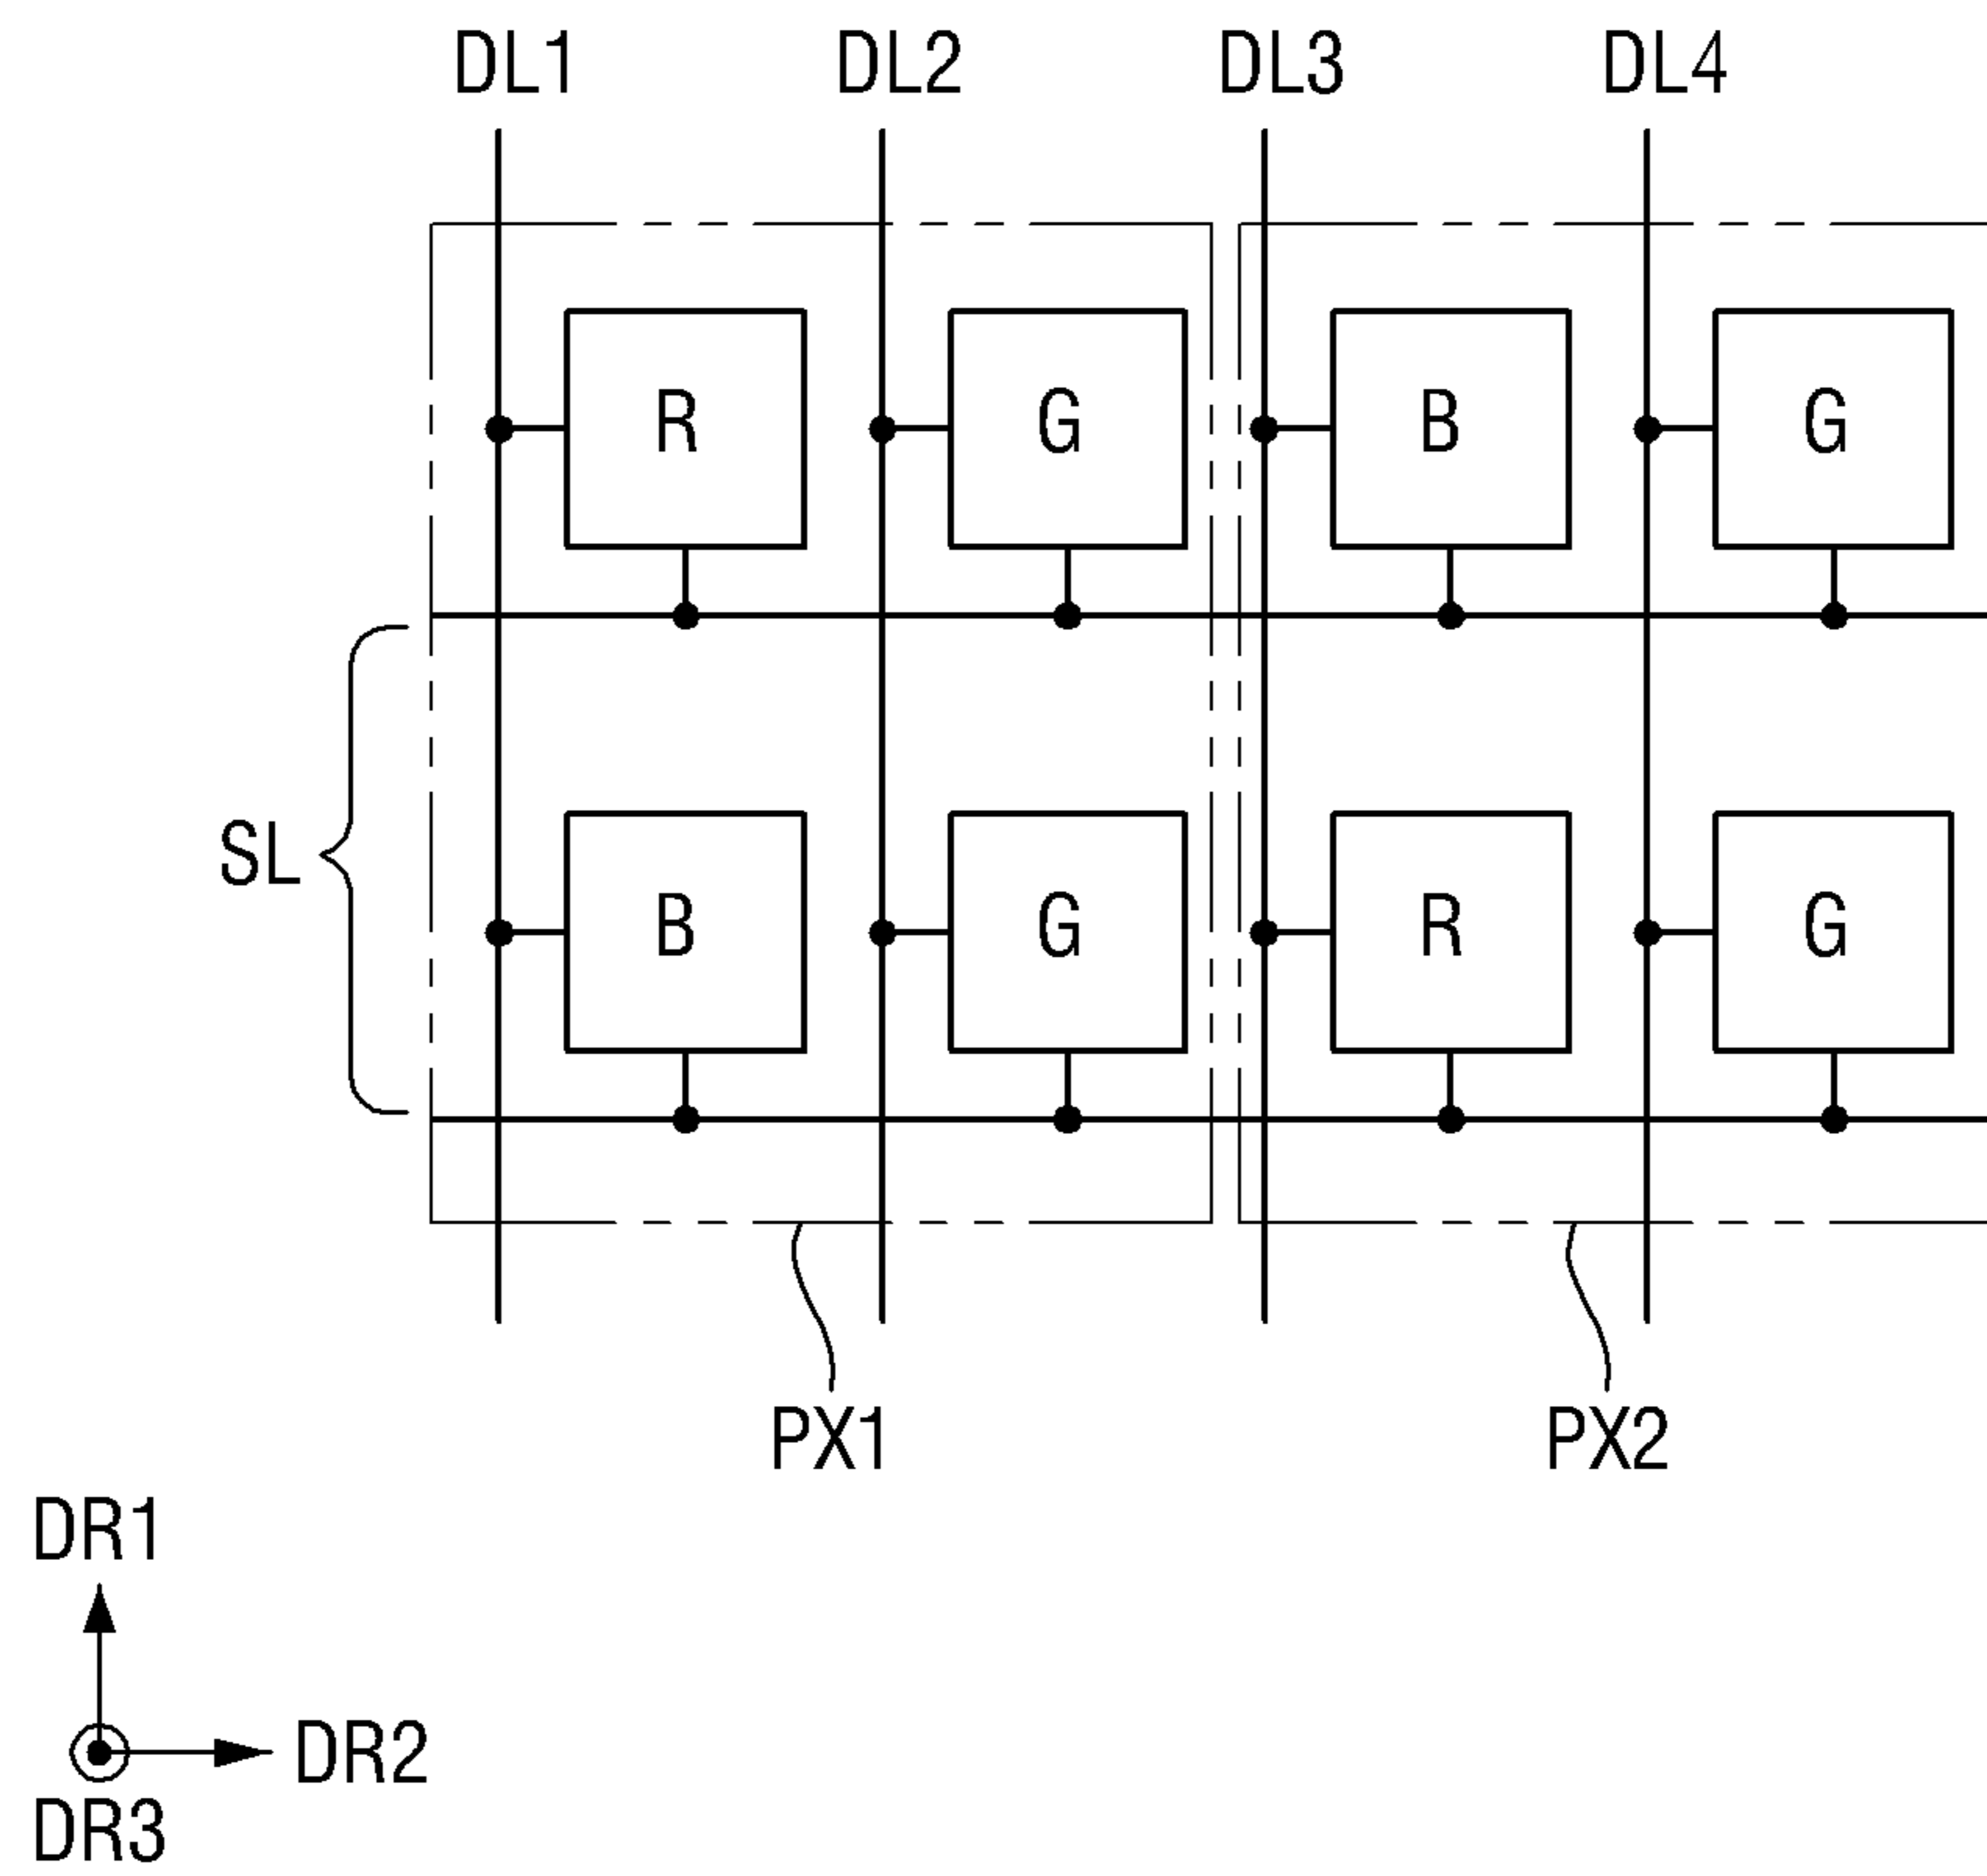 DL1 DL2 DL3 DL4
R G B G
SL
B G R G
PX1 PX2
DR1
DR2
DR3